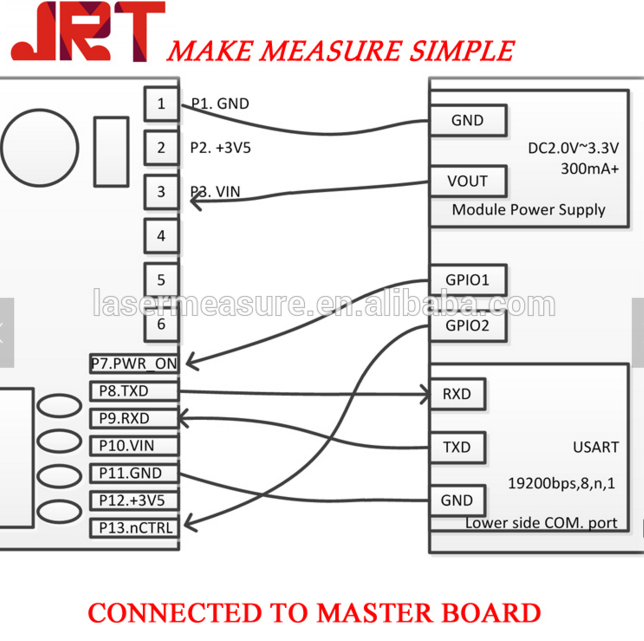 JRT MAKE MEASURE SIMPLE
1 P1. GND
2 P2. +3V5
3 P3. VIN
4
5
6
P7.PWR_ON
P8.TXD
P9.RXD
P10.VIN
P11.GND
P12.+3V5
P13.nCTRL
GND
DC2.0V~3.3V
300mA+
VOUT
Module Power Supply
GPIO1
lasermeasure.en.alibaba.com
GPIO2
RXD
TXD
USART
19200bps,8,n,1
GND
Lower side COM. port
CONNECTED TO MASTER BOARD